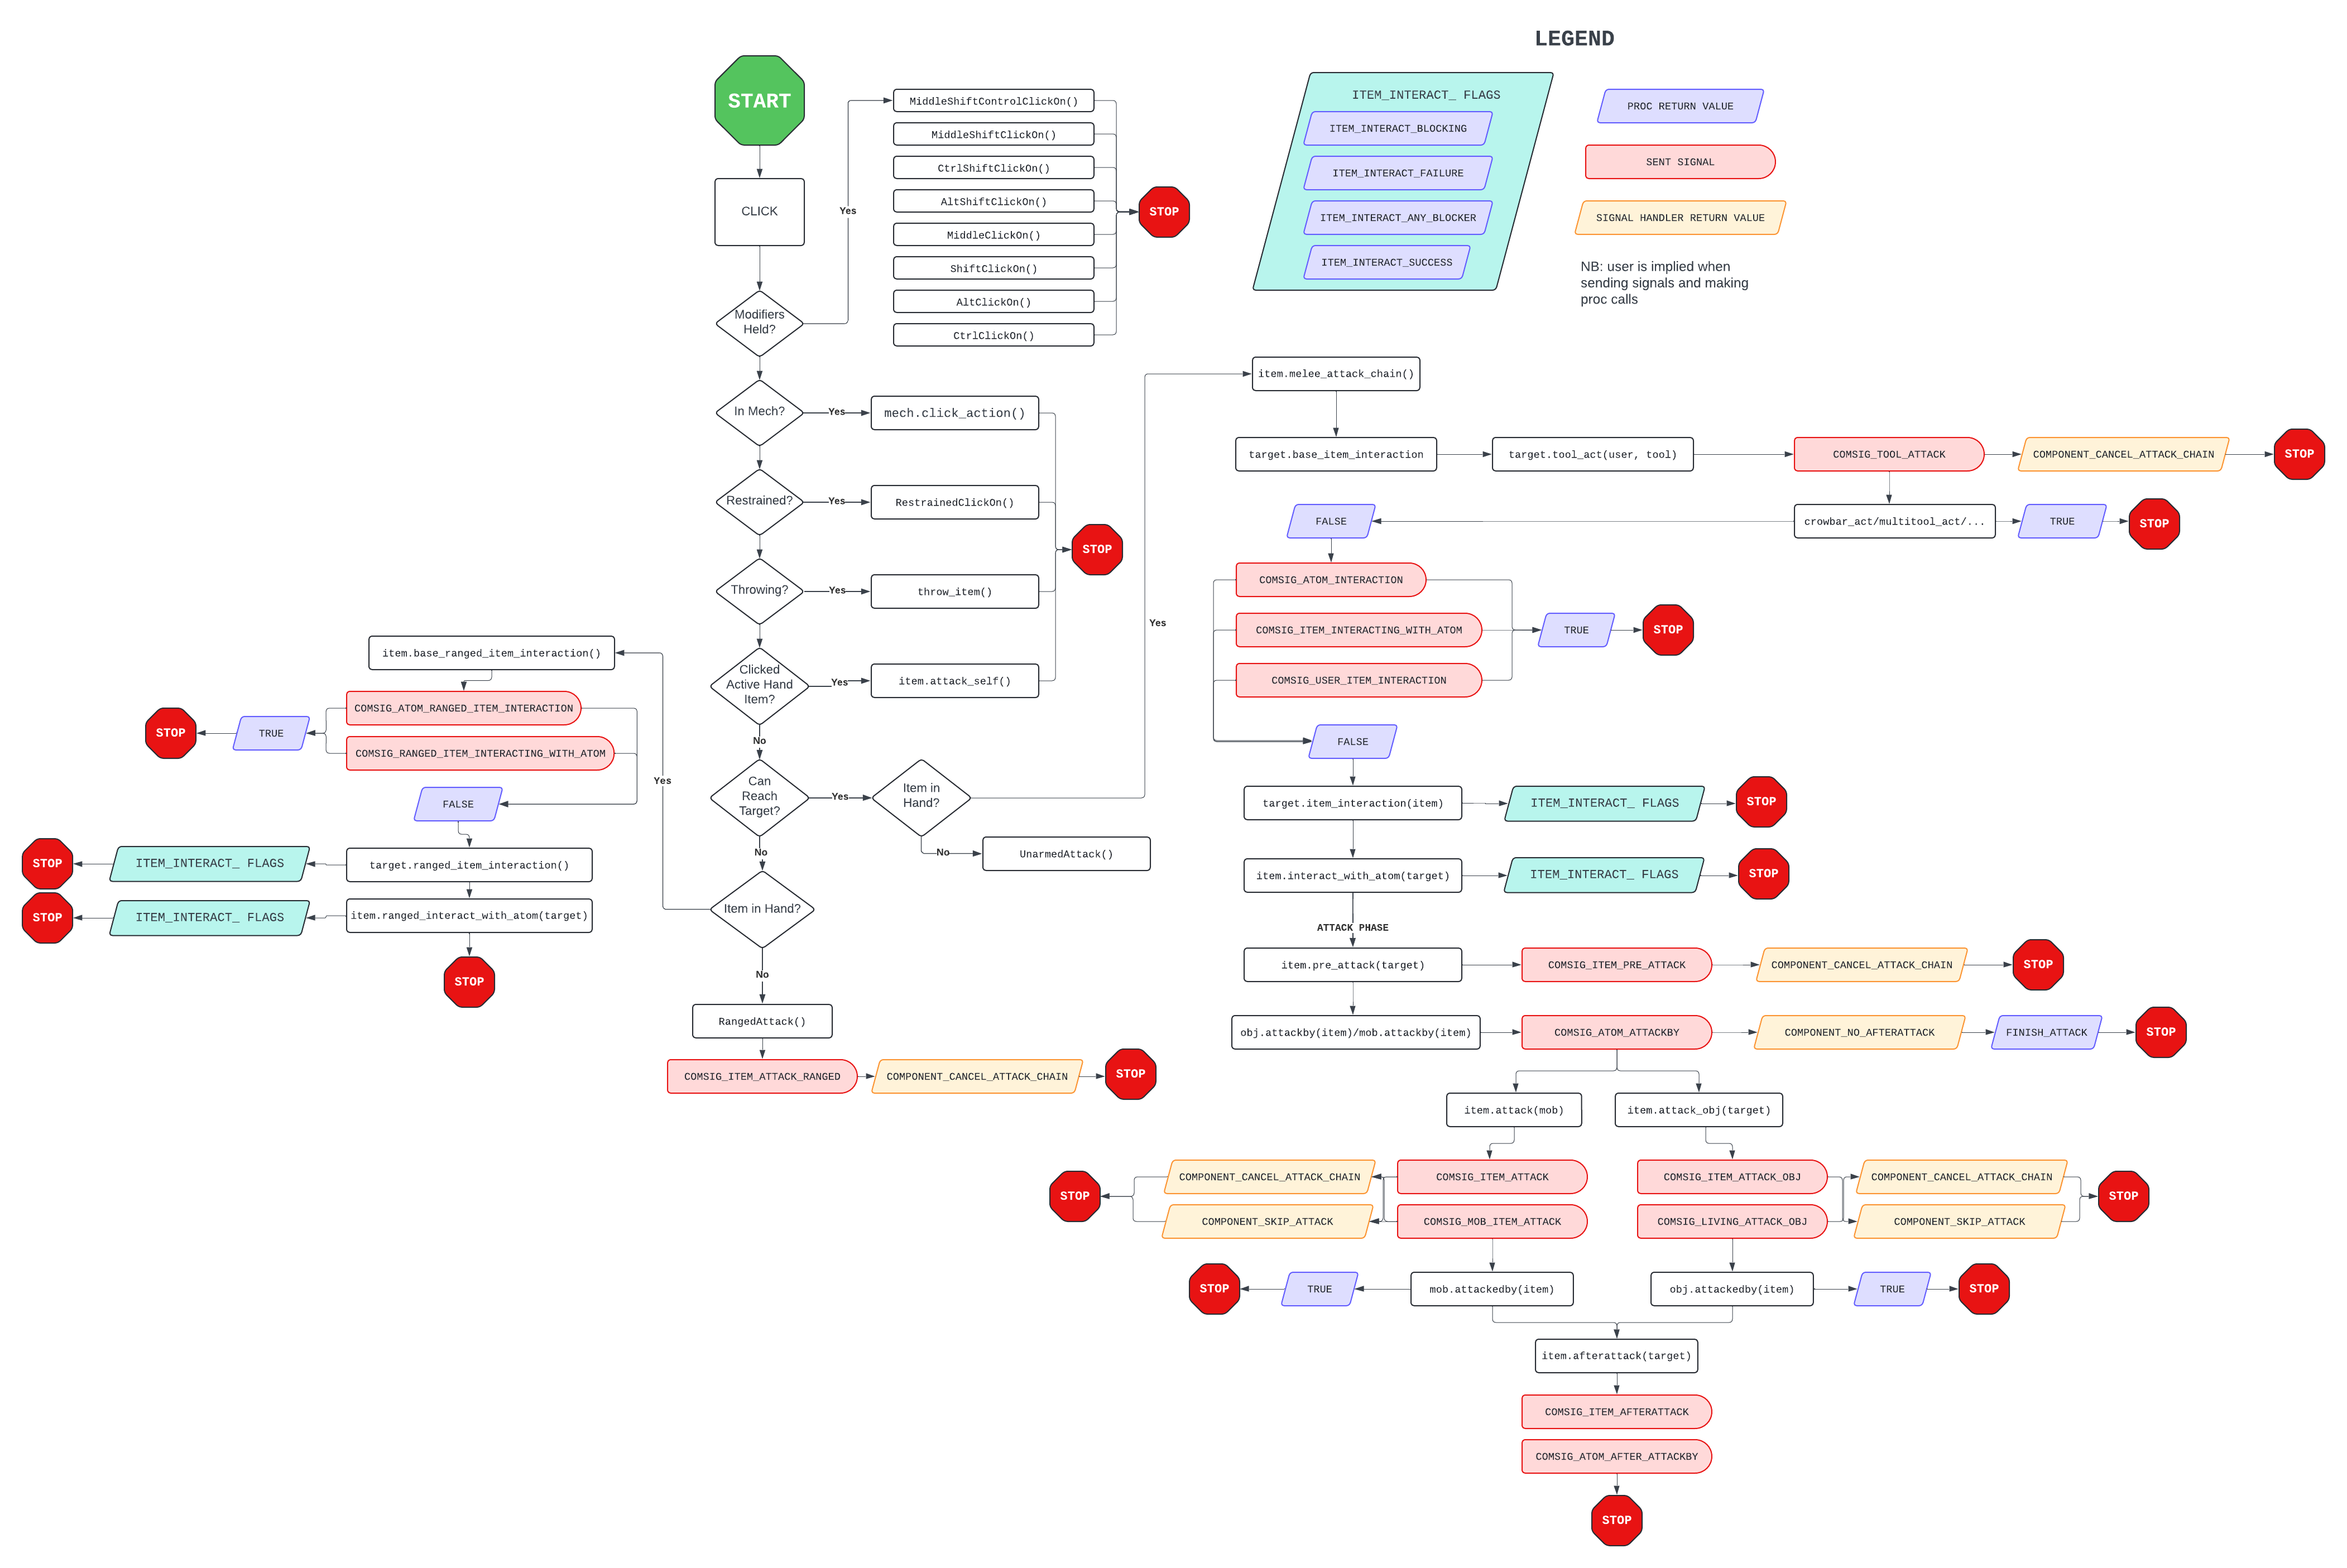 LEGEND
START
CLICK
Modifiers
Held?
Yes
MiddleShiftControlClickOn()
MiddleShiftClickOn()
CtrlShiftClickOn()
AltShiftClickOn()
MiddleClickOn()
ShiftClickOn()
AltClickOn()
CtrlClickOn()
STOP
ITEM_INTERACT_ FLAGS
ITEM_INTERACT_BLOCKING
ITEM_INTERACT_FAILURE
ITEM_INTERACT_ANY_BLOCKER
ITEM_INTERACT_SUCCESS
PROC RETURN VALUE
SENT SIGNAL
SIGNAL HANDLER RETURN VALUE
NB: user is implied when
sending signals and making
proc calls
In Mech?
Yes
mech.click_action()
Restrained?
Yes
RestrainedClickOn()
Throwing?
Yes
throw_item()
Clicked
Active Hand
Item?
Yes
item.attack_self()
STOP
No
Can
Reach
Target?
Yes
Item in
Hand?
Yes
No
UnarmedAttack()
No
Item in Hand?
Yes
No
RangedAttack()
COMSIG_ITEM_ATTACK_RANGED
COMPONENT_CANCEL_ATTACK_CHAIN
STOP
item.base_ranged_item_interaction()
COMSIG_ATOM_RANGED_ITEM_INTERACTION
COMSIG_RANGED_ITEM_INTERACTING_WITH_ATOM
TRUE
STOP
FALSE
target.ranged_item_interaction()
ITEM_INTERACT_ FLAGS
STOP
item.ranged_interact_with_atom(target)
ITEM_INTERACT_ FLAGS
STOP
STOP
item.melee_attack_chain()
target.base_item_interaction
target.tool_act(user, tool)
COMSIG_TOOL_ATTACK
COMPONENT_CANCEL_ATTACK_CHAIN
STOP
crowbar_act/multitool_act/...
TRUE
STOP
FALSE
COMSIG_ATOM_INTERACTION
COMSIG_ITEM_INTERACTING_WITH_ATOM
COMSIG_USER_ITEM_INTERACTION
TRUE
STOP
FALSE
target.item_interaction(item)
ITEM_INTERACT_ FLAGS
STOP
item.interact_with_atom(target)
ITEM_INTERACT_ FLAGS
STOP
ATTACK PHASE
item.pre_attack(target)
COMSIG_ITEM_PRE_ATTACK
COMPONENT_CANCEL_ATTACK_CHAIN
STOP
obj.attackby(item)/mob.attackby(item)
COMSIG_ATOM_ATTACKBY
COMPONENT_NO_AFTERATTACK
FINISH_ATTACK
STOP
item.attack(mob)
item.attack_obj(target)
STOP
COMPONENT_CANCEL_ATTACK_CHAIN
COMSIG_ITEM_ATTACK
COMSIG_ITEM_ATTACK_OBJ
COMPONENT_CANCEL_ATTACK_CHAIN
STOP
COMPONENT_SKIP_ATTACK
COMSIG_MOB_ITEM_ATTACK
COMSIG_LIVING_ATTACK_OBJ
COMPONENT_SKIP_ATTACK
STOP
TRUE
mob.attackedby(item)
obj.attackedby(item)
TRUE
STOP
item.afterattack(target)
COMSIG_ITEM_AFTERATTACK
COMSIG_ATOM_AFTER_ATTACKBY
STOP